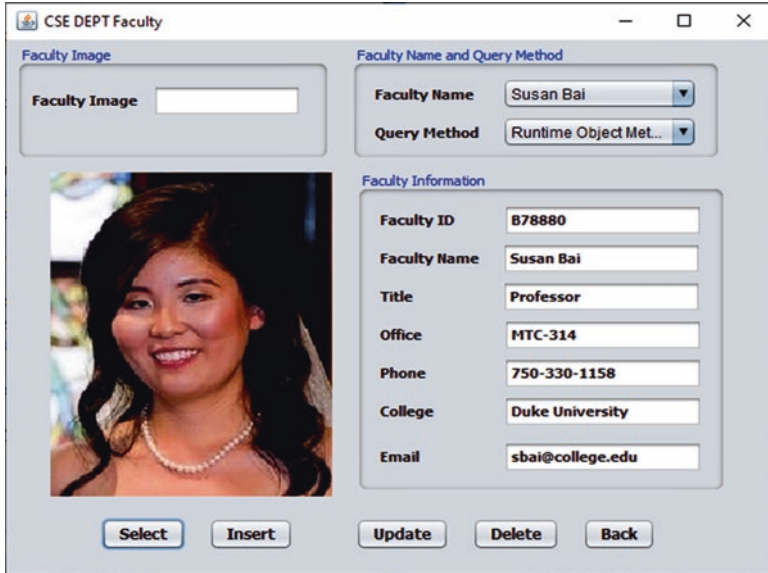 CSE DEPT Faculty
Faculty Image
Faculty Image
Faculty Name and Query Method
Faculty Name Susan Bai
Query Method Runtime Object Met...
Faculty Information
Faculty ID B78880
Faculty Name Susan Bai
Title Professor
Office MTC-314
Phone 750-330-1158
College Duke University
Email sbai@college.edu
Select Insert Update Delete Back